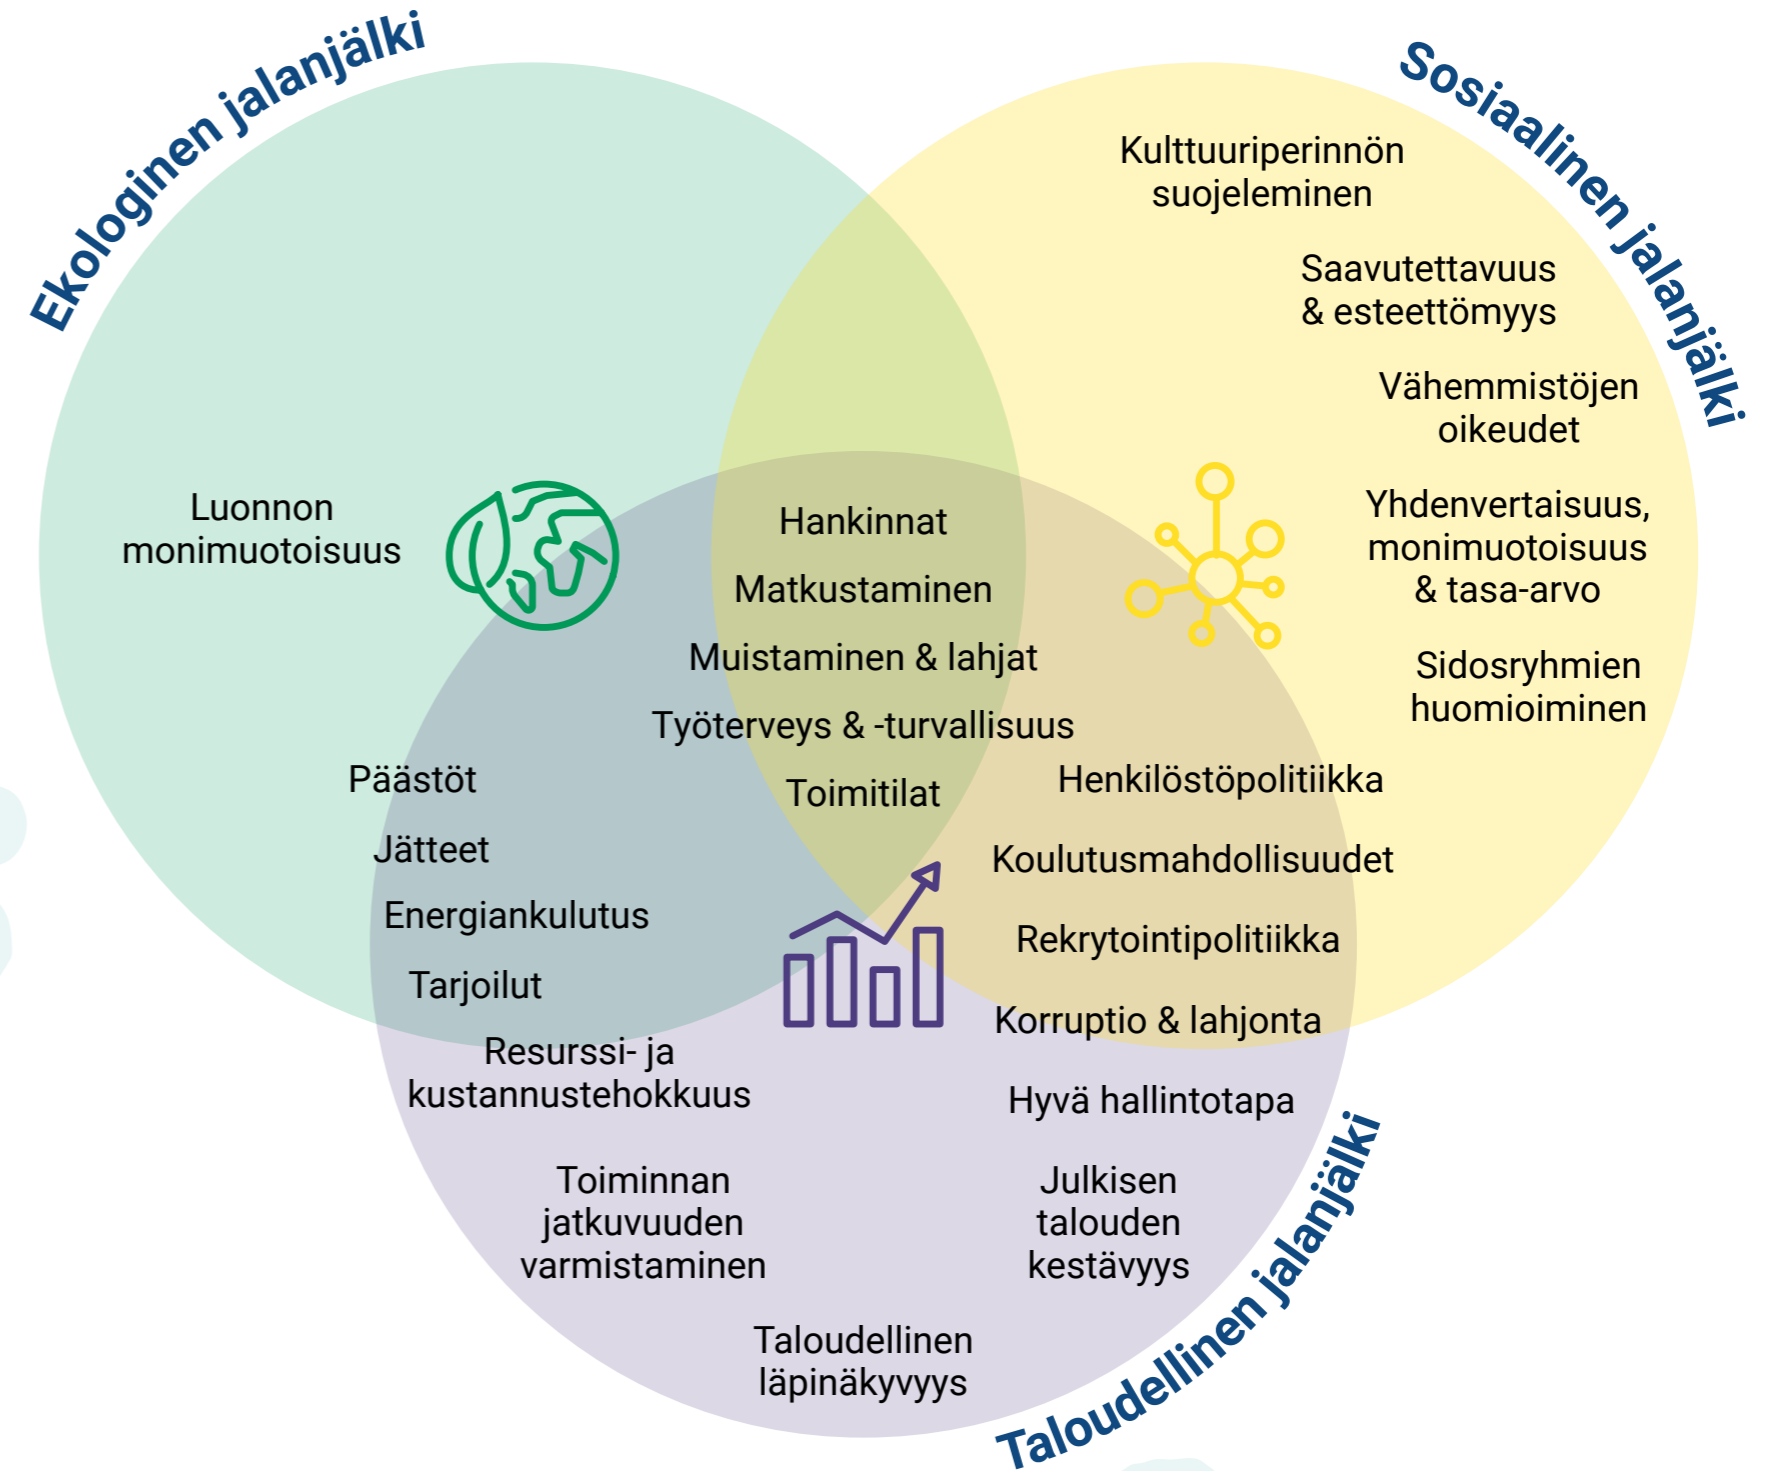 Ekologinen jalanjälki
Sosiaalinen jalanjälki
Kulttuuriperinnön
suojeleminen
Saavutettavuus
& esteettömyys
Vähemmistöjen
oikeudet
Yhdenvertaisuus,
monimuotoisuus
& tasa-arvo
Sidosryhmien
huomioiminen
Luonnon
monimuotoisuus
Hankinnat
Matkustaminen
Muistaminen & lahjat
Työterveys & -turvallisuus
Toimitilat
Päästöt
Jätteet
Energiankulutus
Tarjoilut
Resurssi- ja
kustannustehokkuus
Henkilöstöpolitiikka
Koulutusmahdollisuudet
Rekrytointipolitiikka
Korruptio & lahjonta
Hyvä hallintotapa
Toiminnan
jatkuvuuden
varmistaminen
Julkisen
talouden
kestävyys
Taloudellinen
läpinäkyvyys
Taloudellinen jalanjälki